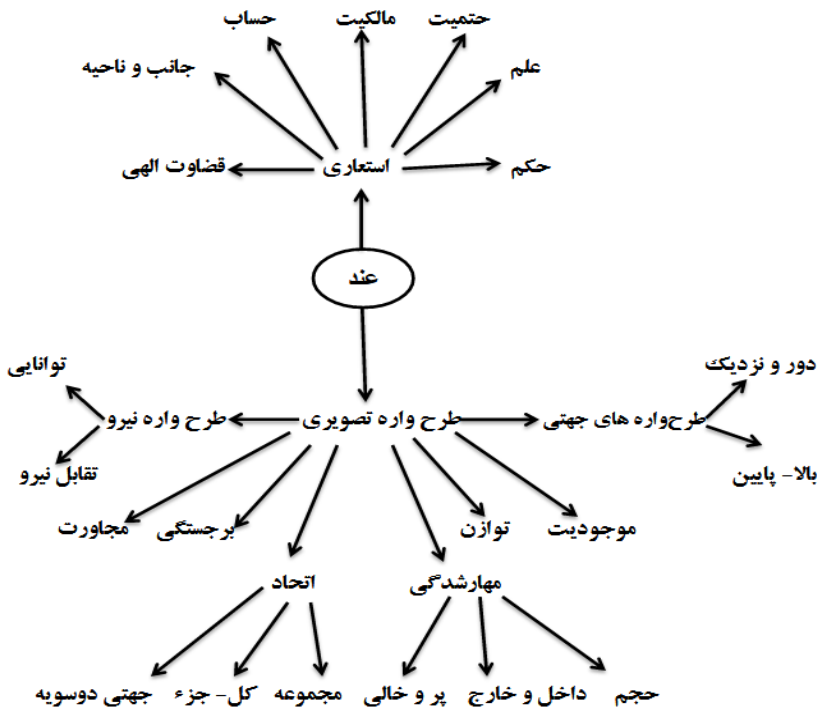 حتمیت
مالکیت
حساب
علم
جانب و ناحیه
حکم
استعاری
قضاوت الهی
عند
دور و نزدیک
توانایی
طرح‌واره های جهتی
طرح واره تصویری
طرح واره نیرو
بالا- پایین
تقابل نیرو
موجودیت
توازن
برجستگی
مجاورت
مهارشدگی
اتحاد
حجم
داخل و خارج
پر و خالی
مجموعه
کل- جزء
جهتی دوسویه